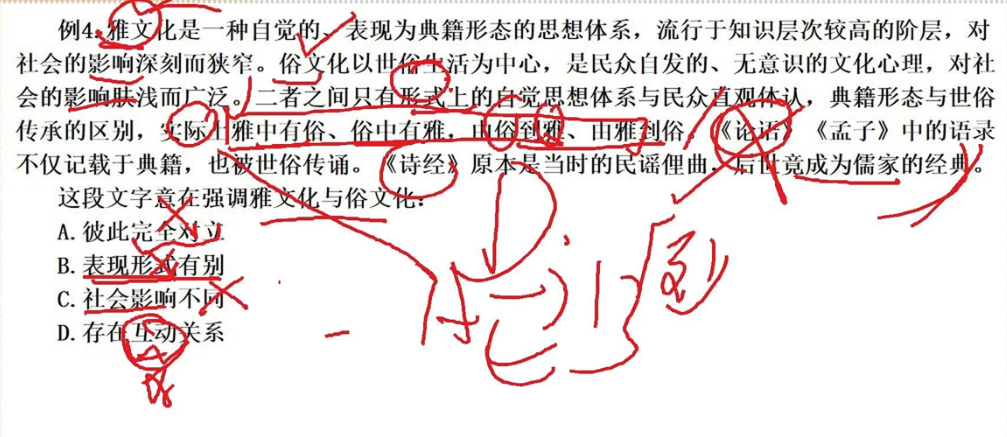 例4.雅文化是一种自觉的、表现为典籍形态的思想体系，流行于知识层次较高的阶层，对
社会的影响深刻而狭窄。俗文化以世俗生活为中心，是民众自发的、无意识的文化心理，对社
会的影响肤浅而广泛。二者之间只有形式上的自觉思想体系与民众直观体认，典籍形态与世俗
传承的区别，实际上雅中有俗、俗中有雅，由俗到雅、由雅到俗。《论语》《孟子》中的语录
不仅记载于典籍，也被世俗传诵。《诗经》原本是当时的民谣俚曲，后世竟成为儒家的经典。
这段文字意在强调雅文化与俗文化：
A. 彼此完全对立
B. 表现形式有别
C. 社会影响不同
D. 存在互动关系